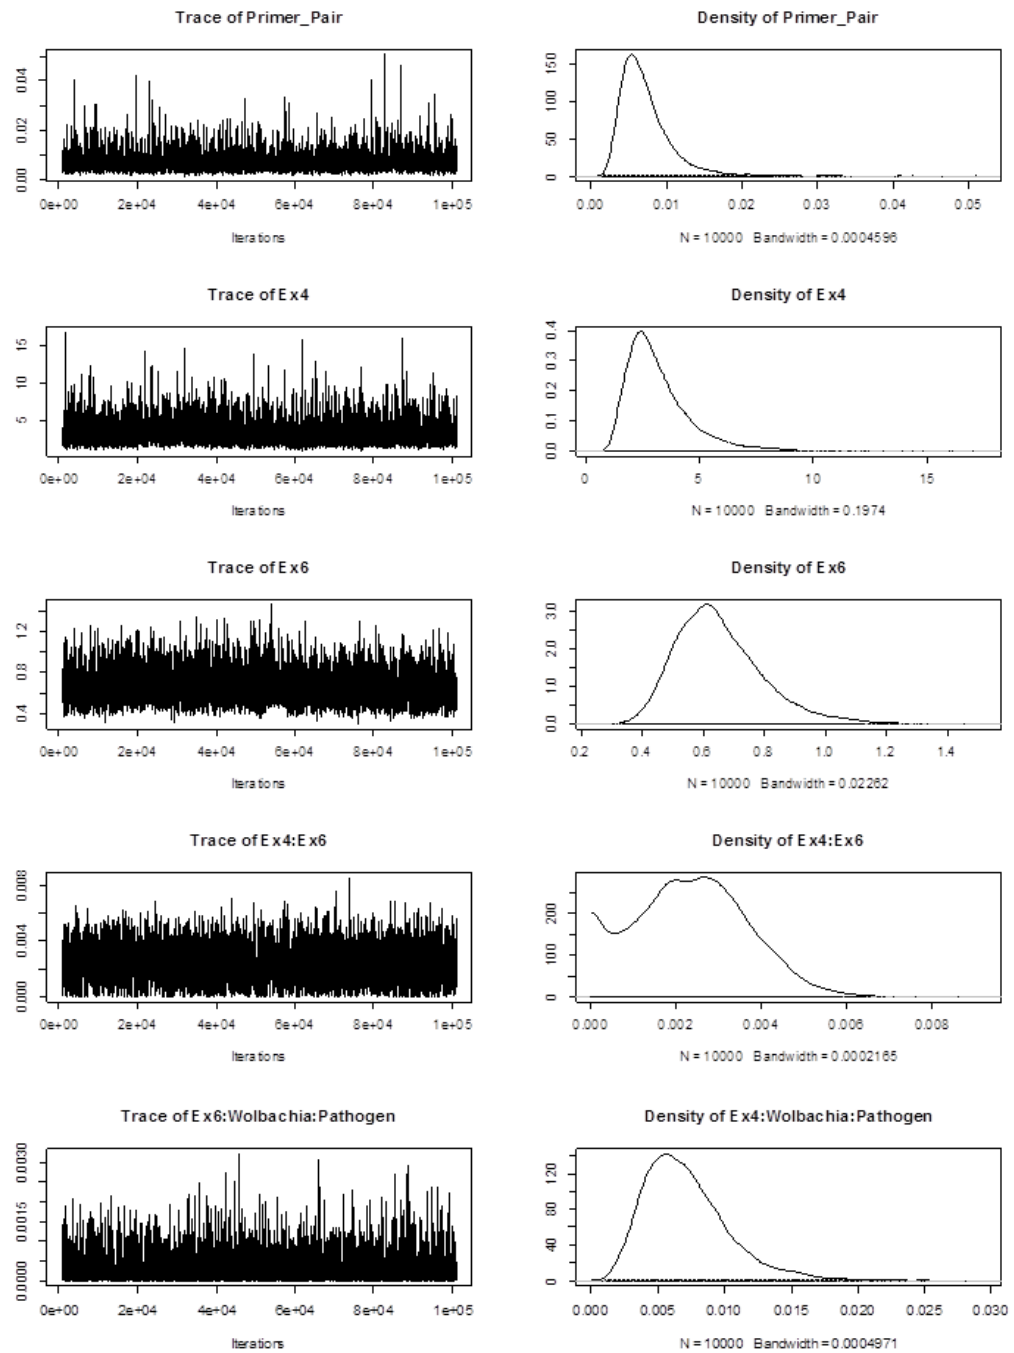 Trace of Primer_Pair
0.00 0.02 0.04
0e+00 2e+04 4e+04 6e+04 8e+04 1e+05
Iterations
Density of Primer_Pair
0 50 100 150
0.00 0.01 0.02 0.03 0.04 0.05
N = 10000 Bandwidth = 0.0004596
Trace of Ex4
5 10 15
0e+00 2e+04 4e+04 6e+04 8e+04 1e+05
Iterations
Density of Ex4
0.0 0.1 0.2 0.3 0.4
0 5 10 15
N = 10000 Bandwidth = 0.1974
Trace of Ex6
0.4 0.8 1.2
0e+00 2e+04 4e+04 6e+04 8e+04 1e+05
Iterations
Density of Ex6
0.0 1.0 2.0 3.0
0.2 0.4 0.6 0.8 1.0 1.2 1.4
N = 10000 Bandwidth = 0.02262
Trace of Ex4:Ex6
0.000 0.004 0.008
0e+00 2e+04 4e+04 6e+04 8e+04 1e+05
Iterations
Density of Ex4:Ex6
0 100 200
0.000 0.002 0.004 0.006 0.008
N = 10000 Bandwidth = 0.0002165
Trace of Ex6:Wolbachia:Pathogen
0.0000 0.0015 0.0030
0e+00 2e+04 4e+04 6e+04 8e+04 1e+05
Iterations
Density of Ex4:Wolbachia:Pathogen
0 40 80 120
0.000 0.005 0.010 0.015 0.020 0.025 0.030
N = 10000 Bandwidth = 0.0004971